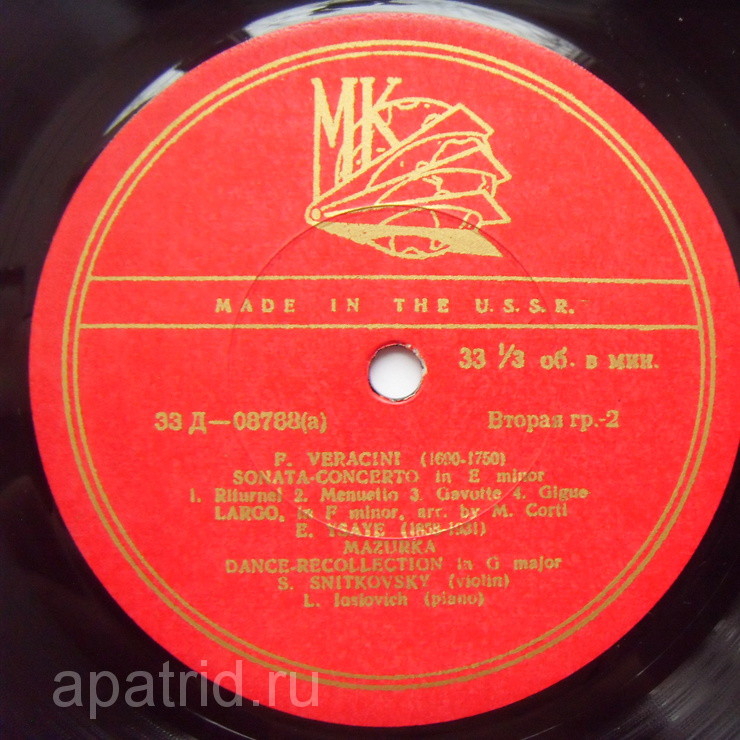 MK
MADE IN THE U.S.S.R.
33 ⅓ об. в мин.
33 Д—08788(a)
Вторая гр.-2
F. VERACINI (1690-1750)
SONATA-CONCERTO in E minor
1. Riturnel 2. Menuetto 3. Gavotte 4. Gigue
LARGO, in F minor, arr. by M. Corti
E. YSAYE (1858-1931)
MAZURKA
DANCE-RECOLLECTION in G major
S. SNITKOVSKY (violin)
L. Iosiovich (piano)
apatrid.ru